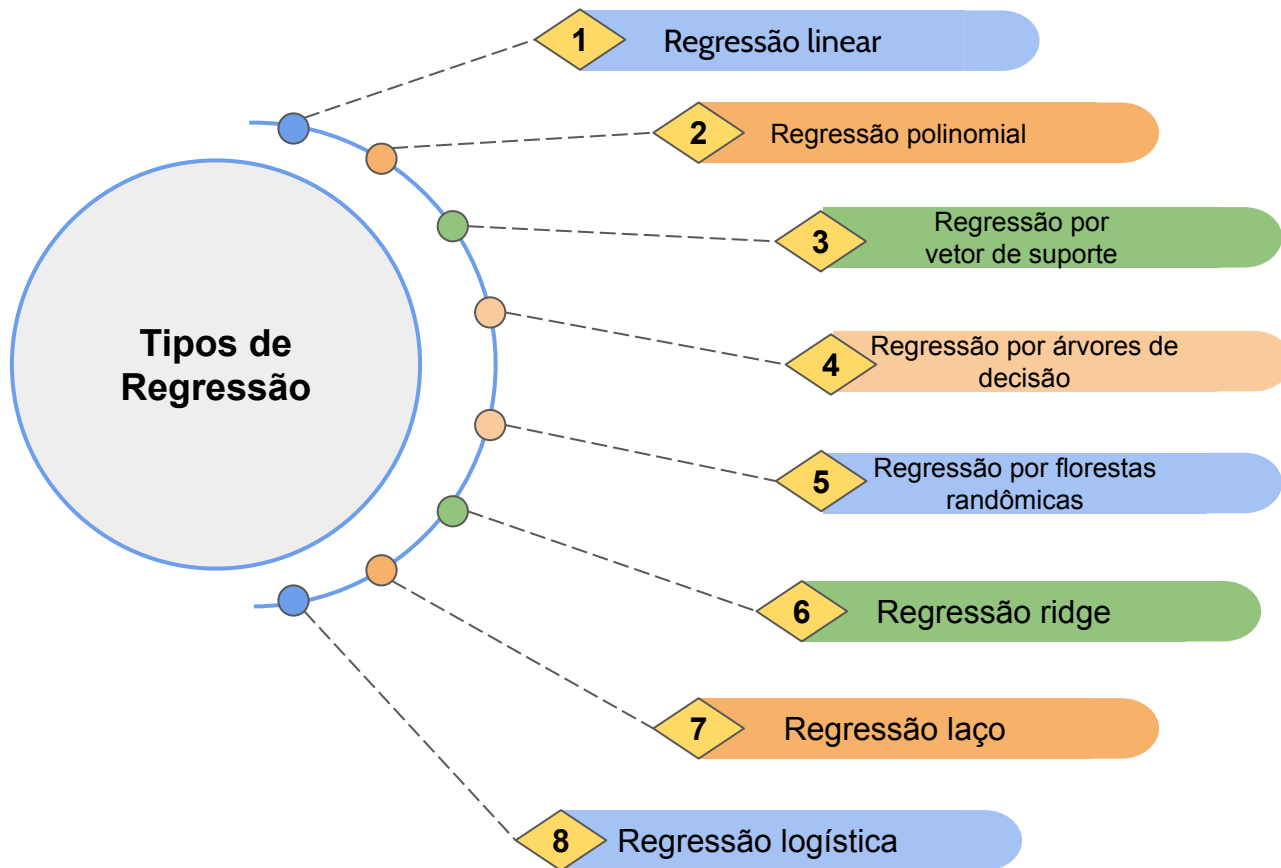 Tipos de
Regressão
1
Regressão linear
2
Regressão polinomial
3
Regressão por
vetor de suporte
4
Regressão por árvores de
decisão
5
Regressão por florestas
randômicas
6
Regressão ridge
7
Regressão laço
8
Regressão logística